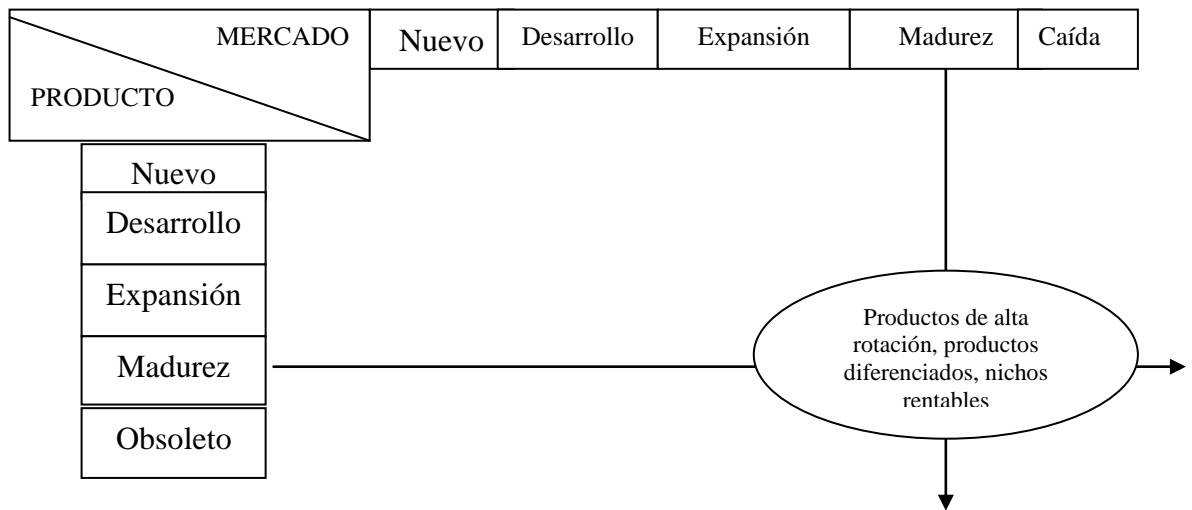 MERCADO
PRODUCTO
Nuevo
Desarrollo
Expansión
Madurez
Caída
Nuevo
Desarrollo
Expansión
Madurez
Obsoleto
Productos de alta
rotación, productos
diferenciados, nichos
rentables